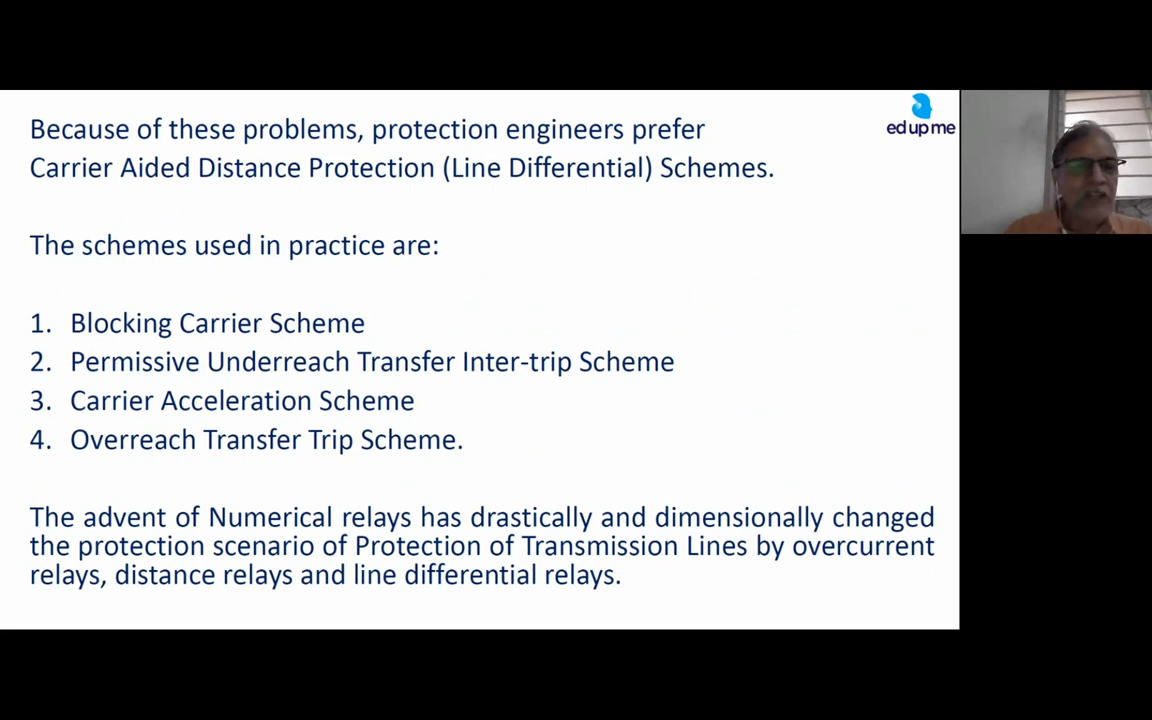 Because of these problems, protection engineers prefer
Carrier Aided Distance Protection (Line Differential) Schemes.
The schemes used in practice are:
1. Blocking Carrier Scheme
2. Permissive Underreach Transfer Inter-trip Scheme
3. Carrier Acceleration Scheme
4. Overreach Transfer Trip Scheme.
The advent of Numerical relays has drastically and dimensionally changed
the protection scenario of Protection of Transmission Lines by overcurrent
relays, distance relays and line differential relays.
ed up me